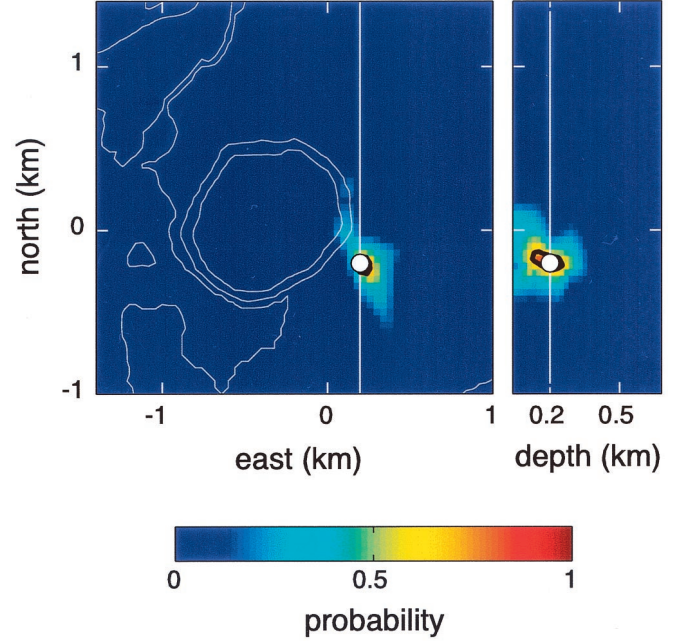 1
0
-1
north (km)
-1 0 1
0.2 0.5
east (km)
depth (km)
0 0.5 1
probability